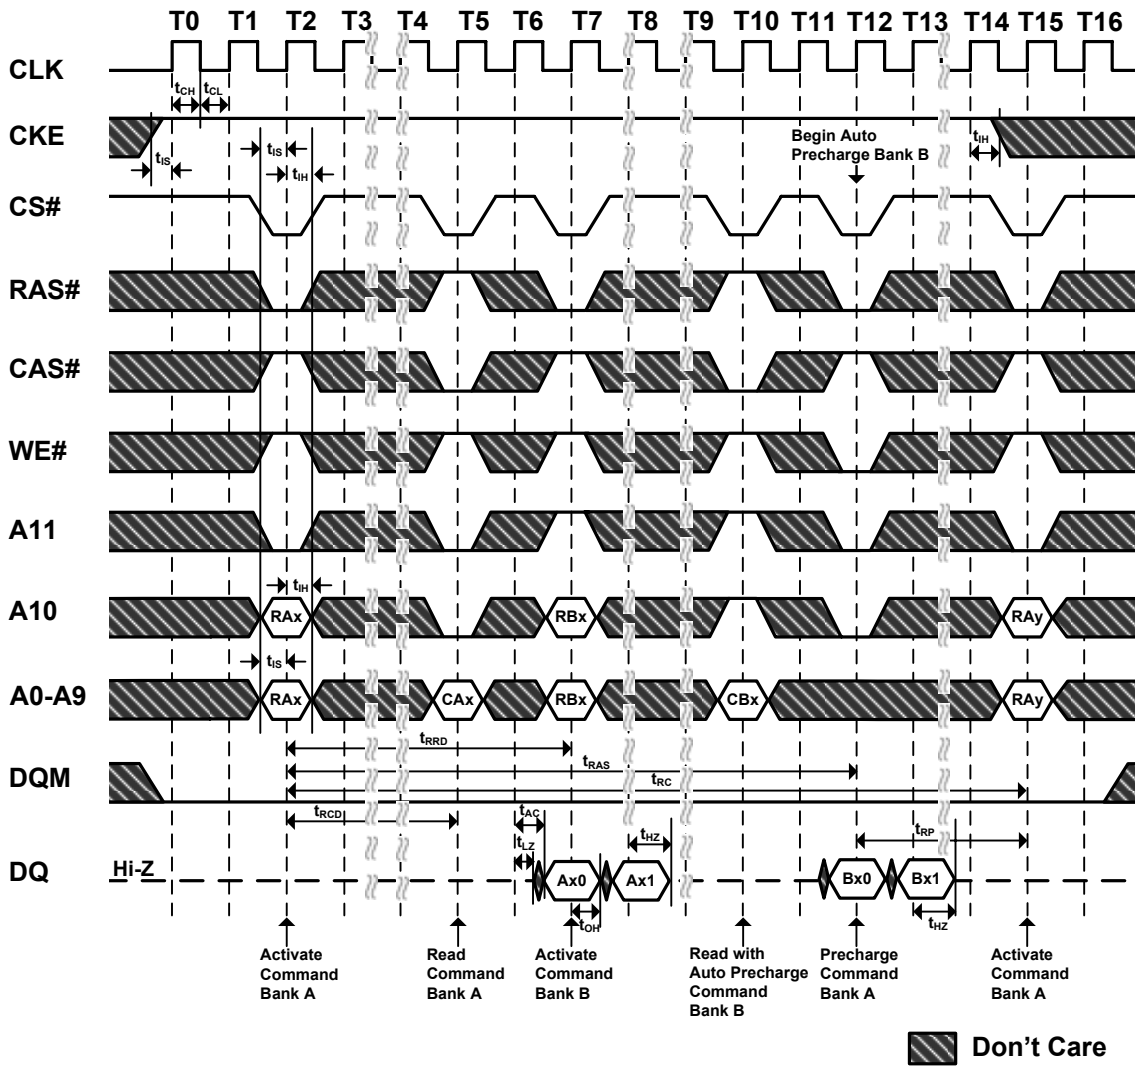 T0 T1 T2 T3 T4 T5 T6 T7 T8 T9 T10 T11 T12 T13 T14 T15 T16
CLK
tCH tCL
CKE
tIS
tIS
tIH
Begin Auto
Precharge Bank B
tIH
CS#
RAS#
CAS#
WE#
A11
tIH
A10
RAx RBx RAy
tIS
A0-A9
RAx CAx RBx CBx RAy
tRRD
tRAS
tRC
DQM
tRCD
tAC
tLZ
tHZ
tRP
DQ
Hi-Z
Ax0 Ax1 Bx0 Bx1
tOH
tHZ
Activate
Command
Bank A
Read
Command
Bank A
Activate
Command
Bank B
Read with
Auto Precharge
Command
Bank B
Precharge
Command
Bank A
Activate
Command
Bank A
Don't Care